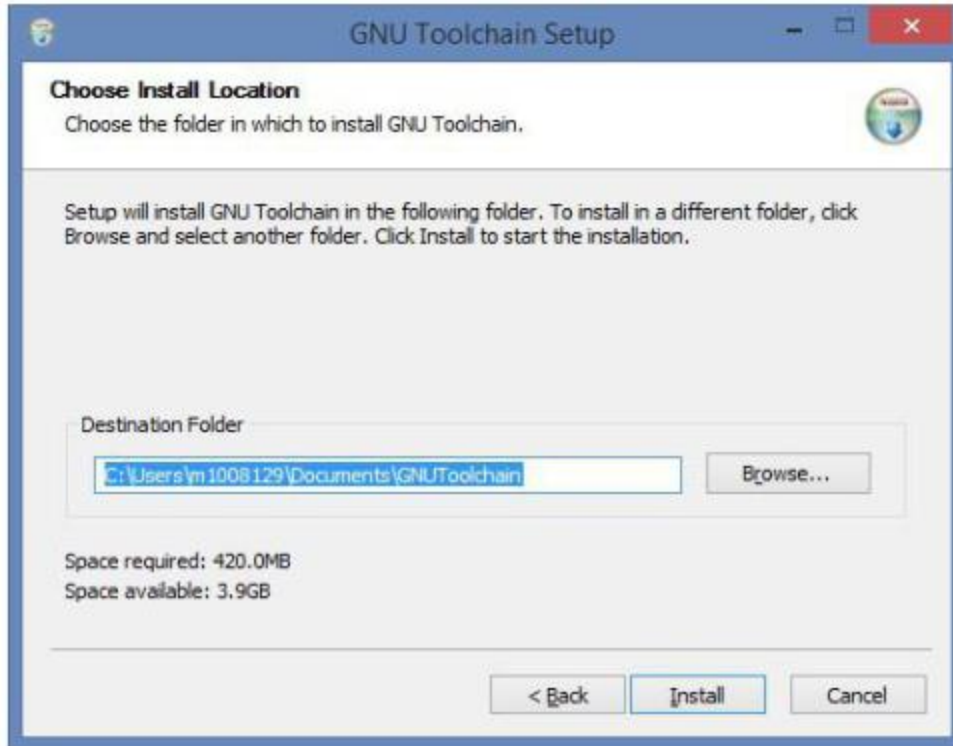 GNU Toolchain Setup
Choose Install Location
Choose the folder in which to install GNU Toolchain.
Setup will install GNU Toolchain in the following folder. To install in a different folder, click
Browse and select another folder. Click Install to start the installation.
Destination Folder
C:\Users\m1008129\Documents\GNUToolchain
Browse...
Space required: 420.0MB
Space available: 3.9GB
< Back
Install
Cancel